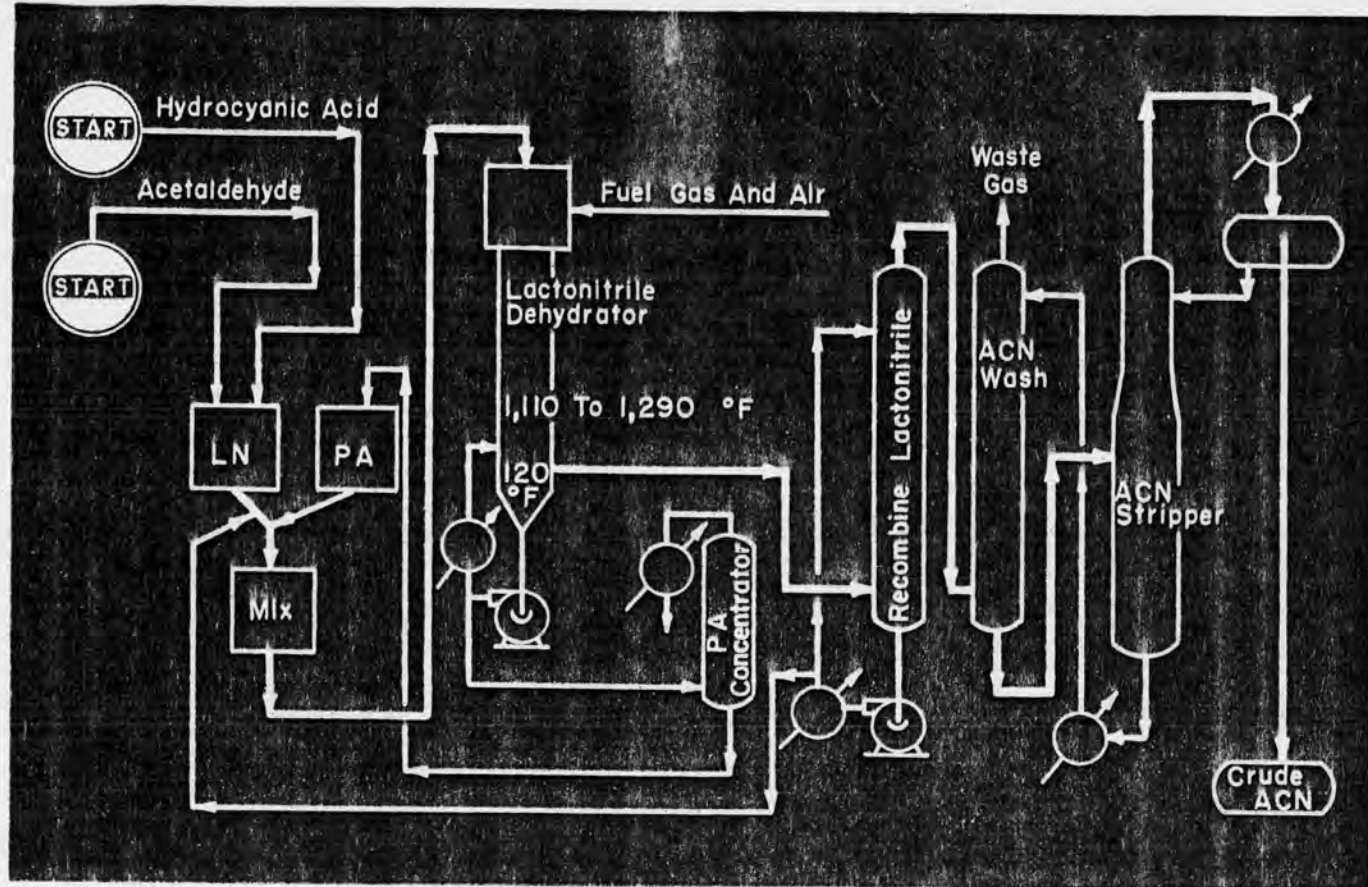 START
Hydrocyanic Acid
Acetaldehyde
START
LN
PA
Mix
Fuel Gas And Air
Lactonitrile
Dehydrator
1,110 To 1,290 °F
120
°F
PA
Concentrator
Recombine Lactonitrile
Waste
Gas
ACN
Wash
ACN
Stripper
Crude
ACN